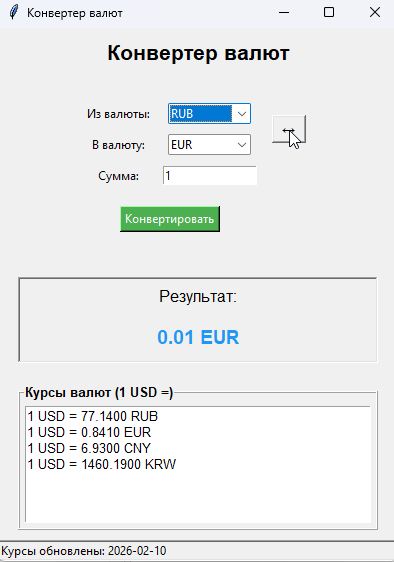 Конвертер валют
Конвертер валют
Из валюты: RUB
↔
В валюту: EUR
Сумма: 1
Конвертировать
Результат:
0.01 EUR
Курсы валют (1 USD =)
1 USD = 77.1400 RUB
1 USD = 0.8410 EUR
1 USD = 6.9300 CNY
1 USD = 1460.1900 KRW
Курсы обновлены: 2026-02-10